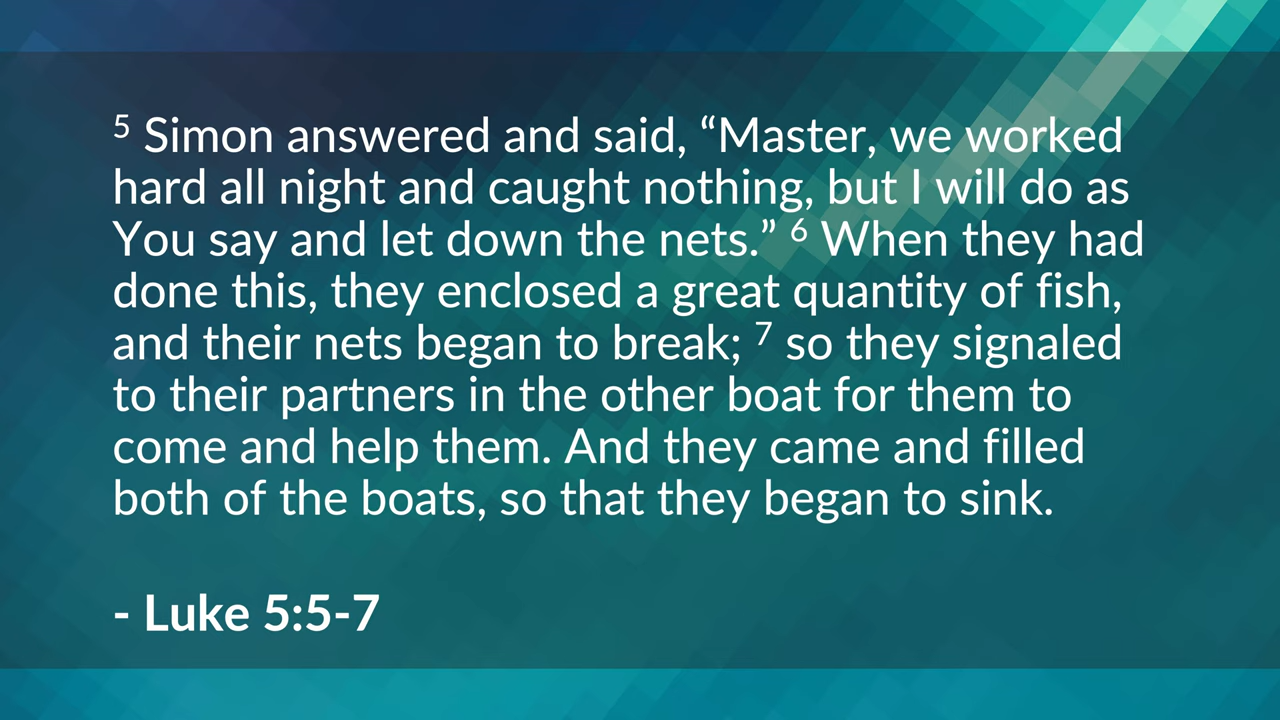 5 Simon answered and said, “Master, we worked
hard all night and caught nothing, but I will do as
You say and let down the nets.” 6 When they had
done this, they enclosed a great quantity of fish,
and their nets began to break; 7 so they signaled
to their partners in the other boat for them to
come and help them. And they came and filled
both of the boats, so that they began to sink.
- Luke 5:5-7